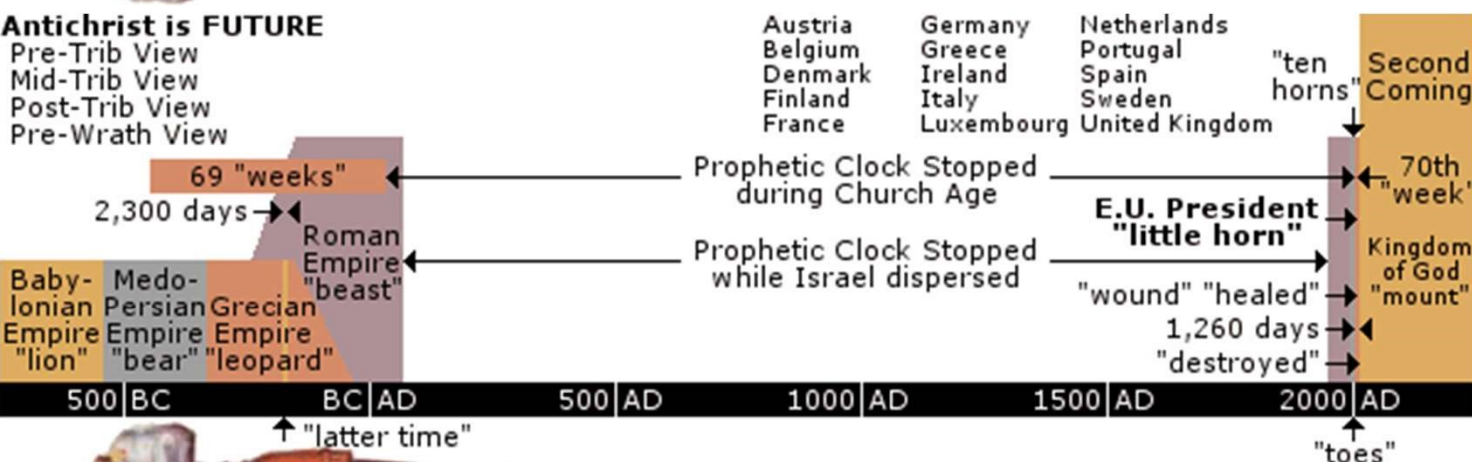 Antichrist is FUTURE
Pre-Trib View
Mid-Trib View
Post-Trib View
Pre-Wrath View
Austria
Belgium
Denmark
Finland
France
Germany
Greece
Ireland
Italy
Luxembourg
Netherlands
Portugal
Spain
Sweden
United Kingdom
"ten
horns"
Second
Coming
69 "weeks"
Prophetic Clock Stopped
during Church Age
70th
"week"
2,300 days
E.U. President
"little horn"
Roman
Empire
"beast"
Prophetic Clock Stopped
while Israel dispersed
Kingdom
of God
"mount"
Baby-
lonian
Empire
"lion"
Medo-
Persian
Empire
"bear"
Grecian
Empire
"leopard"
"wound" "healed"
1,260 days
"destroyed"
500 BC
BC AD
500 AD
1000 AD
1500 AD
2000 AD
"latter time"
"toes"